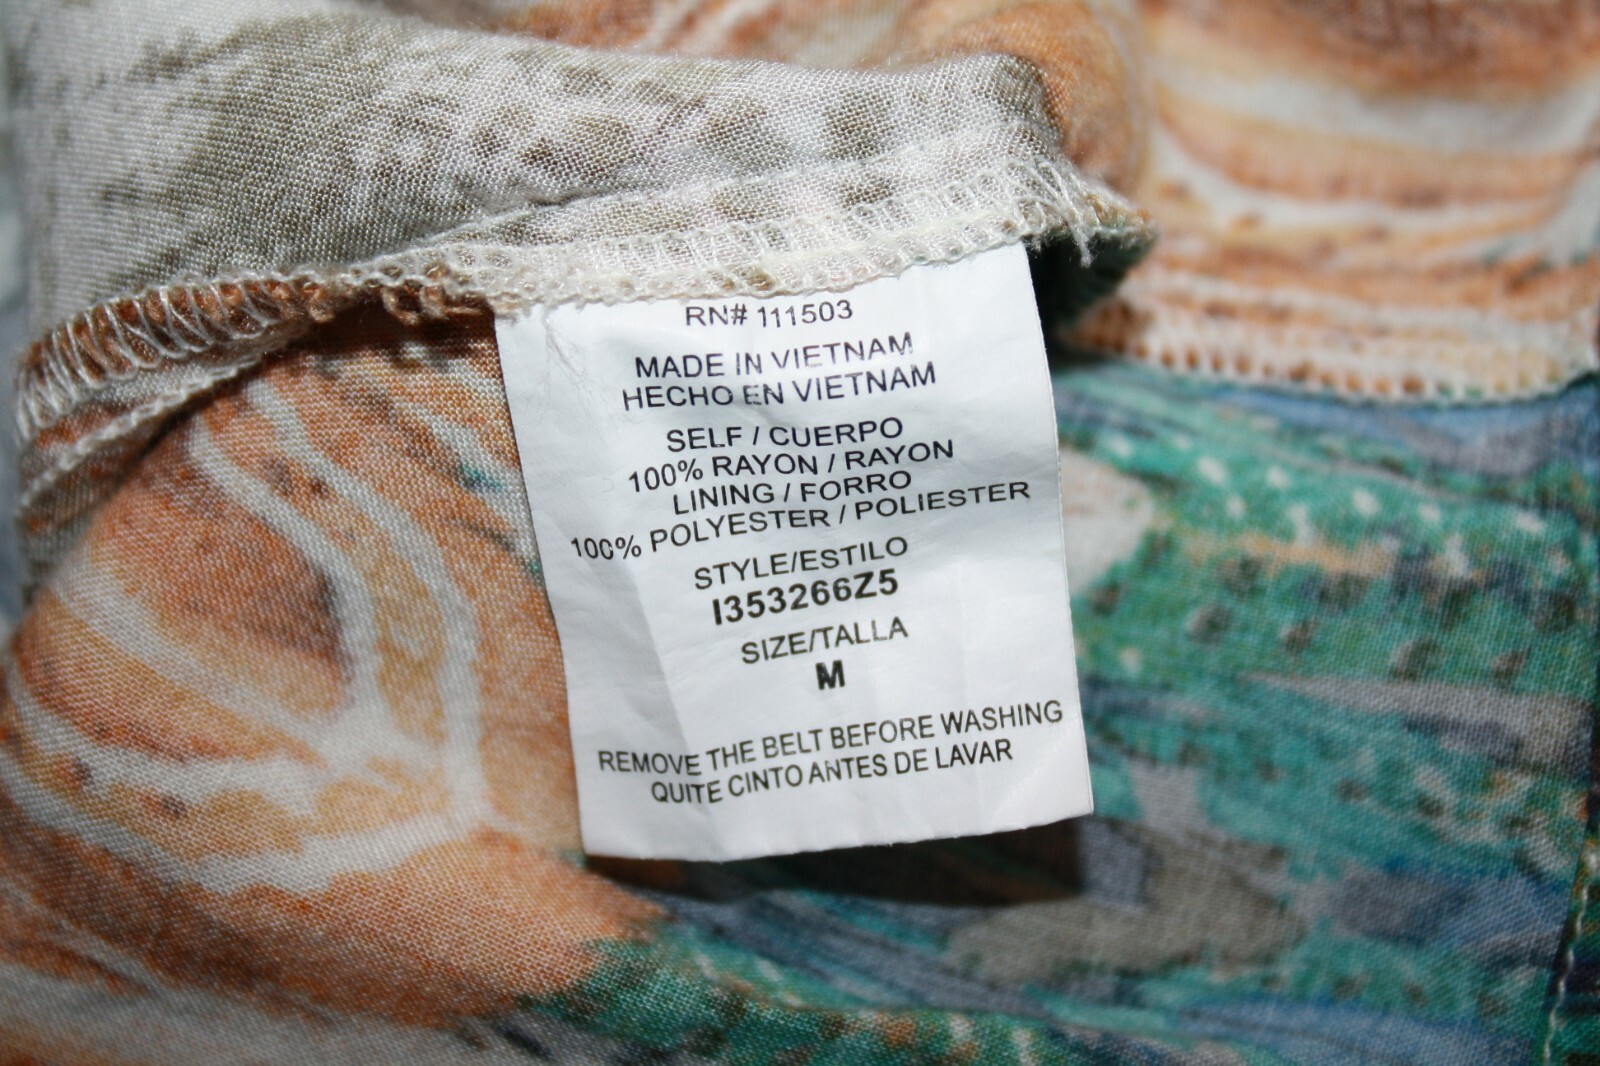 RN# 111503
MADE IN VIETNAM
HECHO EN VIETNAM
SELF / CUERPO
100% RAYON / RAYON
LINING / FORRO
100% POLYESTER / POLIESTER
STYLE/ESTILO
I353266Z5
SIZE/TALLA
M
REMOVE THE BELT BEFORE WASHING
QUITE CINTO ANTES DE LAVAR